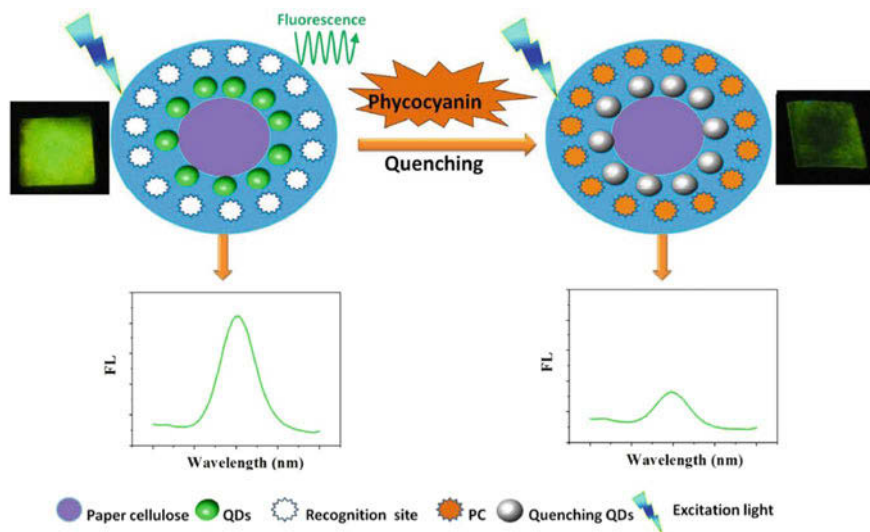 Fluorescence
Phycocyanin
Quenching
FL
Wavelength (nm)
FL
Wavelength (nm)
Paper cellulose
QDs
Recognition site
PC
Quenching QDs
Excitation light